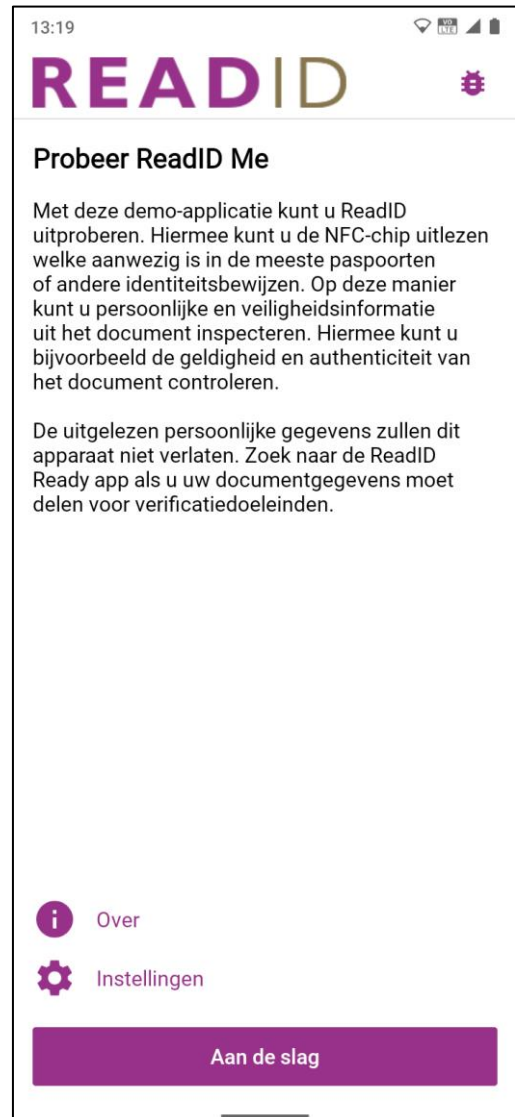 13:19
VO
LTE
READID
Probeer ReadID Me
Met deze demo-applicatie kunt u ReadID
uitproberen. Hiermee kunt u de NFC-chip uitlezen
welke aanwezig is in de meeste paspoorten
of andere identiteitsbewijzen. Op deze manier
kunt u persoonlijke en veiligheidsinformatie
uit het document inspecteren. Hiermee kunt u
bijvoorbeeld de geldigheid en authenticiteit van
het document controleren.
De uitgelezen persoonlijke gegevens zullen dit
apparaat niet verlaten. Zoek naar de ReadID
Ready app als u uw documentgegevens moet
delen voor verificatiedoeleinden.
Over
Instellingen
Aan de slag